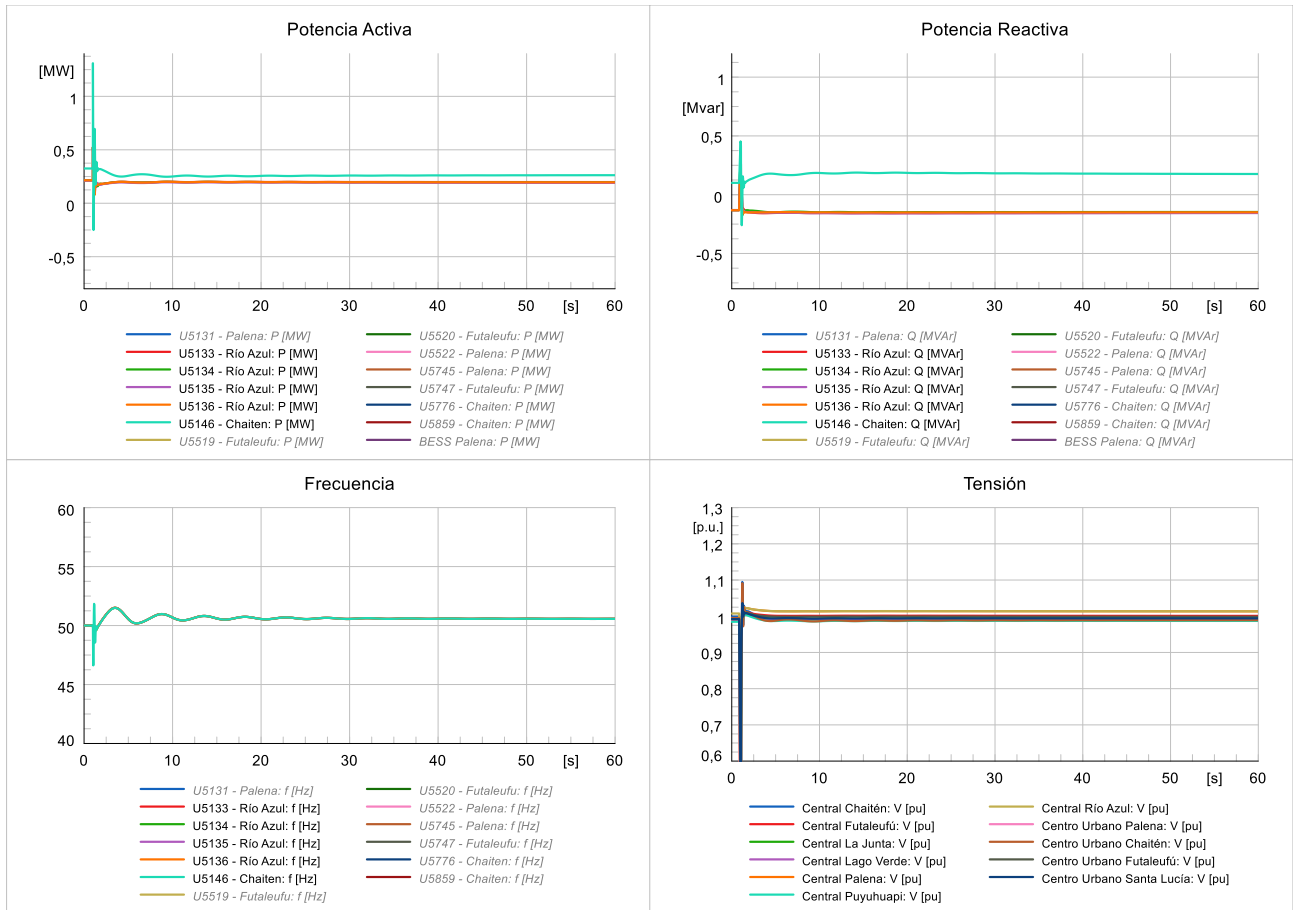 Potencia Activa
[MW]
1
0,5
0
-0,5
0 10 20 30 40 50 [s] 60
U5131 - Palena: P [MW] U5520 - Futaleufu: P [MW]
U5133 - Río Azul: P [MW] U5522 - Palena: P [MW]
U5134 - Río Azul: P [MW] U5745 - Palena: P [MW]
U5135 - Río Azul: P [MW] U5747 - Futaleufu: P [MW]
U5136 - Río Azul: P [MW] U5776 - Chaiten: P [MW]
U5146 - Chaiten: P [MW] U5859 - Chaiten: P [MW]
U5519 - Futaleufu: P [MW] BESS Palena: P [MW]
Potencia Reactiva
1
[Mvar]
0,5
0
-0,5
0 10 20 30 40 50 [s] 60
U5131 - Palena: Q [MVAr] U5520 - Futaleufu: Q [MVAr]
U5133 - Río Azul: Q [MVAr] U5522 - Palena: Q [MVAr]
U5134 - Río Azul: Q [MVAr] U5745 - Palena: Q [MVAr]
U5135 - Río Azul: Q [MVAr] U5747 - Futaleufu: Q [MVAr]
U5136 - Río Azul: Q [MVAr] U5776 - Chaiten: Q [MVAr]
U5146 - Chaiten: Q [MVAr] U5859 - Chaiten: Q [MVAr]
U5519 - Futaleufu: Q [MVAr] BESS Palena: Q [MVAr]
Frecuencia
60
55
50
45
40
0 10 20 30 40 50 [s] 60
U5131 - Palena: f [Hz] U5520 - Futaleufu: f [Hz]
U5133 - Río Azul: f [Hz] U5522 - Palena: f [Hz]
U5134 - Río Azul: f [Hz] U5745 - Palena: f [Hz]
U5135 - Río Azul: f [Hz] U5747 - Futaleufu: f [Hz]
U5136 - Río Azul: f [Hz] U5776 - Chaiten: f [Hz]
U5146 - Chaiten: f [Hz] U5859 - Chaiten: f [Hz]
U5519 - Futaleufu: f [Hz]
Tensión
1,3
[p.u.]
1,2
1,1
1
0,9
0,8
0,7
0,6
0 10 20 30 40 50 [s] 60
Central Chaitén: V [pu] Central Río Azul: V [pu]
Central Futaleufú: V [pu] Centro Urbano Palena: V [pu]
Central La Junta: V [pu] Centro Urbano Chaitén: V [pu]
Central Lago Verde: V [pu] Centro Urbano Futaleufú: V [pu]
Central Palena: V [pu] Centro Urbano Santa Lucía: V [pu]
Central Puyuhuapi: V [pu]